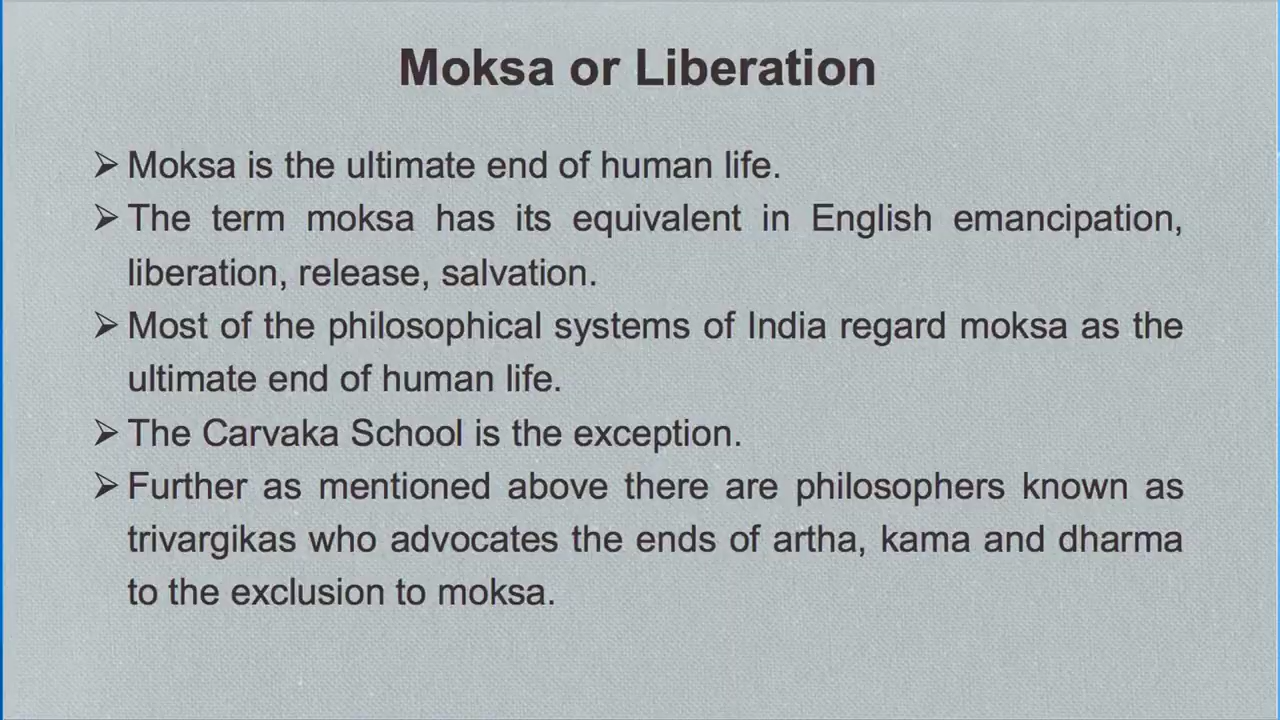 Moksa or Liberation
➢ Moksa is the ultimate end of human life.
➢ The term moksa has its equivalent in English emancipation,
liberation, release, salvation.
➢ Most of the philosophical systems of India regard moksa as the
ultimate end of human life.
➢ The Carvaka School is the exception.
➢ Further as mentioned above there are philosophers known as
trivargikas who advocates the ends of artha, kama and dharma
to the exclusion to moksa.